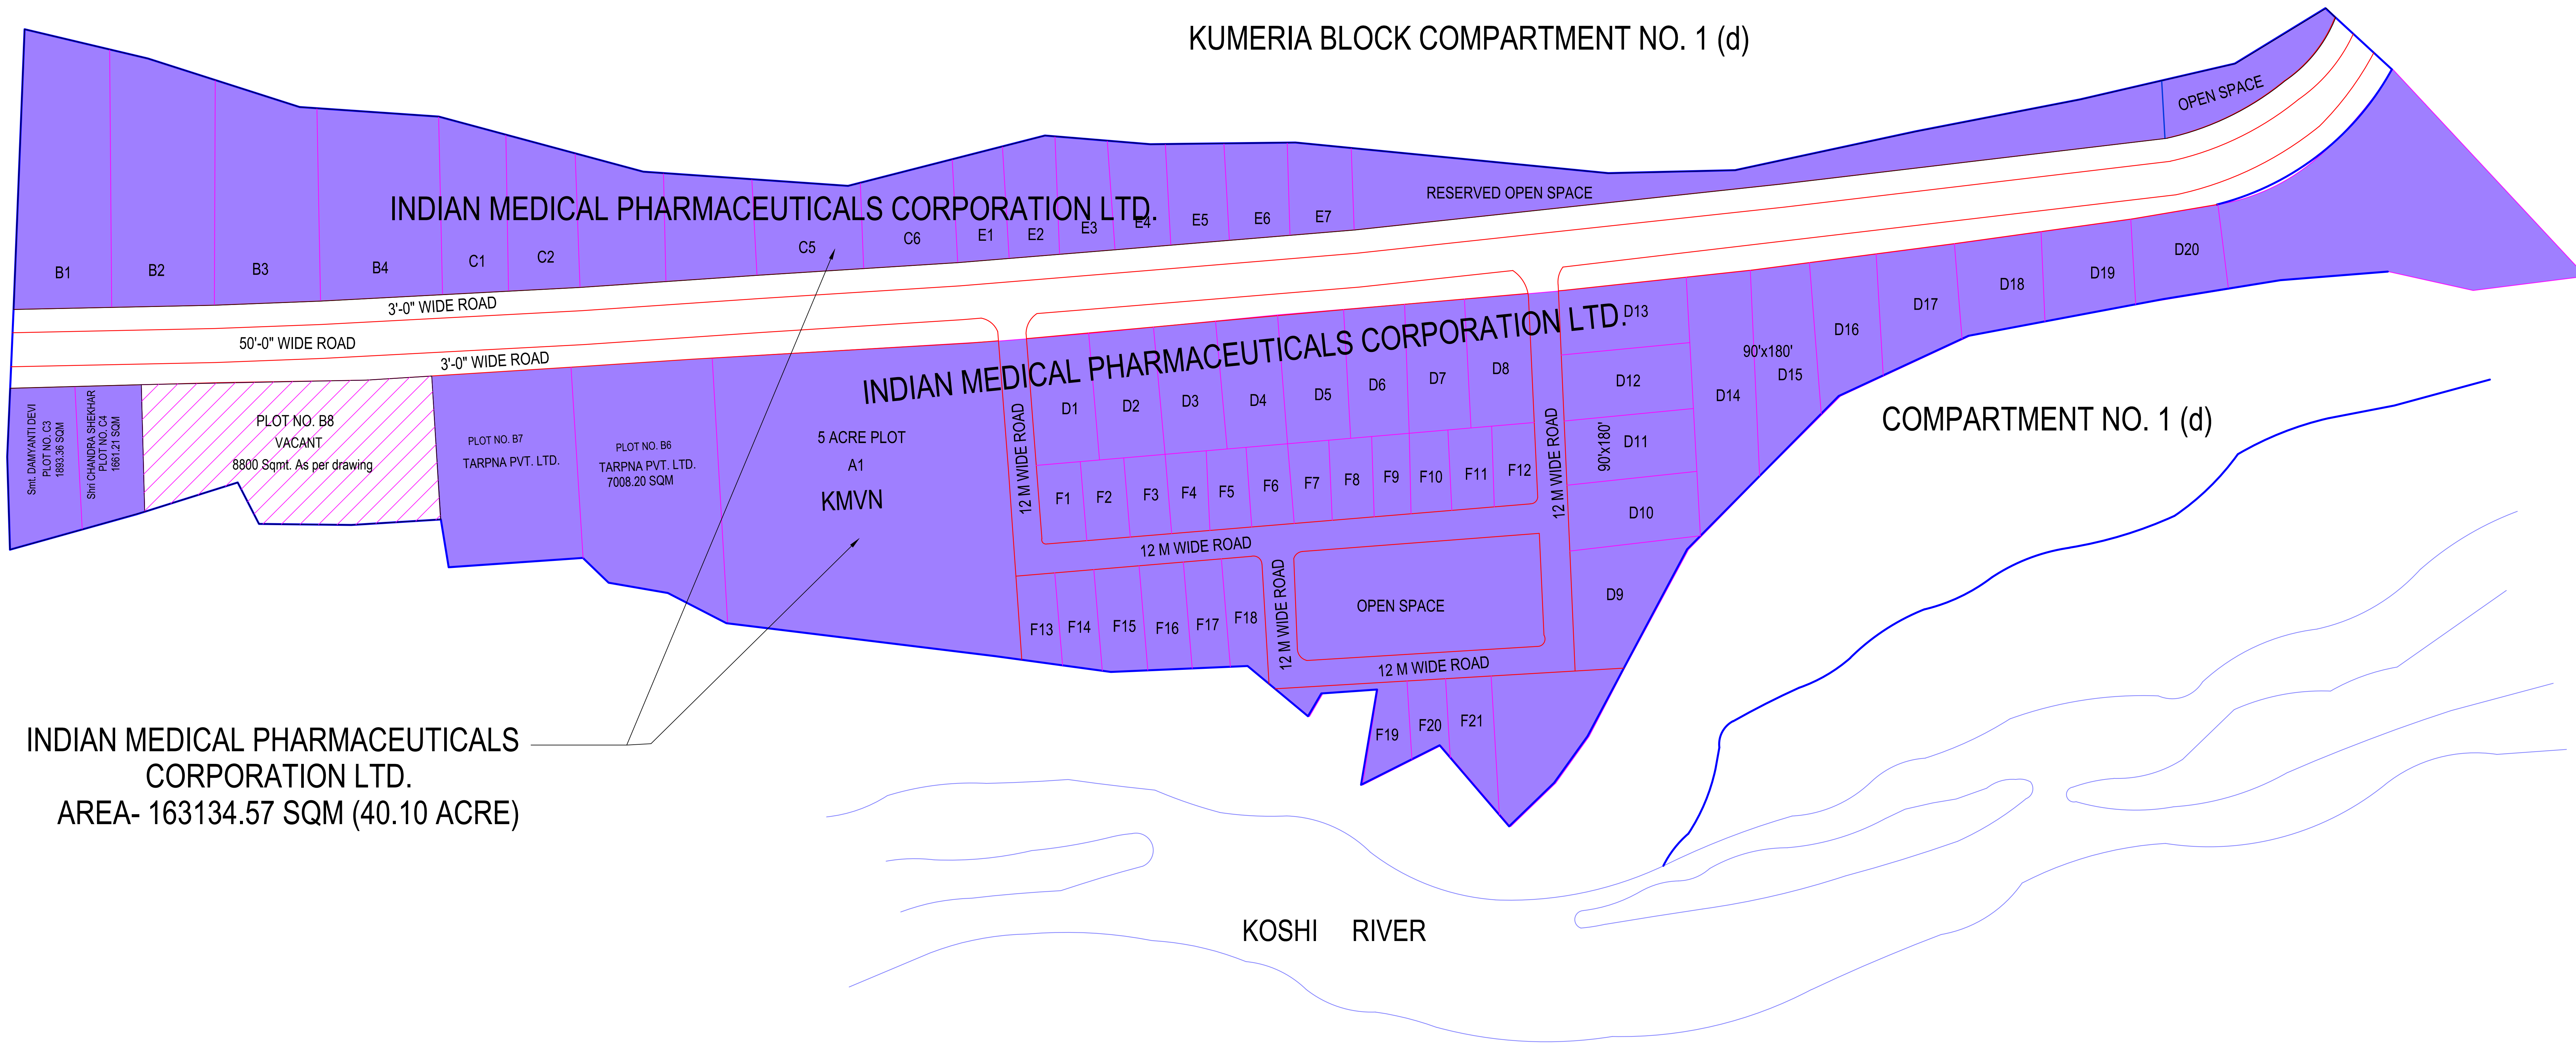 KUMERIA BLOCK COMPARTMENT NO. 1 (d)
OPEN SPACE
RESERVED OPEN SPACE
INDIAN MEDICAL PHARMACEUTICALS CORPORATION LTD.
B1
B2
B3
B4
C1
C2
C5
C6
E1
E2
E3
E4
E5
E6
E7
3'-0" WIDE ROAD
50'-0" WIDE ROAD
3'-0" WIDE ROAD
Smt. DAMYANTI DEVI
PLOT NO. C3
1893.36 SQM
Shri CHANDRA SHEKHAR
PLOT NO. C4
1661.21 SQM
PLOT NO. B8
VACANT
8800 Sqmt. As per drawing
PLOT NO. B7
TARPNA PVT. LTD.
PLOT NO. B6
TARPNA PVT. LTD.
7008.20 SQM
5 ACRE PLOT
A1
KMVN
INDIAN MEDICAL PHARMACEUTICALS CORPORATION LTD.
12 M WIDE ROAD
D1
D2
D3
D4
D5
D6
D7
D8
F1
F2
F3
F4
F5
F6
F7
F8
F9
F10
F11
F12
12 M WIDE ROAD
12 M WIDE ROAD
D13
D12
D11
D10
D9
90'x180'
D14
90'x180'
D15
D16
D17
D18
D19
D20
F13
F14
F15
F16
F17
F18
12 M WIDE ROAD
OPEN SPACE
12 M WIDE ROAD
F19
F20
F21
COMPARTMENT NO. 1 (d)
INDIAN MEDICAL PHARMACEUTICALS
CORPORATION LTD.
AREA- 163134.57 SQM (40.10 ACRE)
KOSHI RIVER